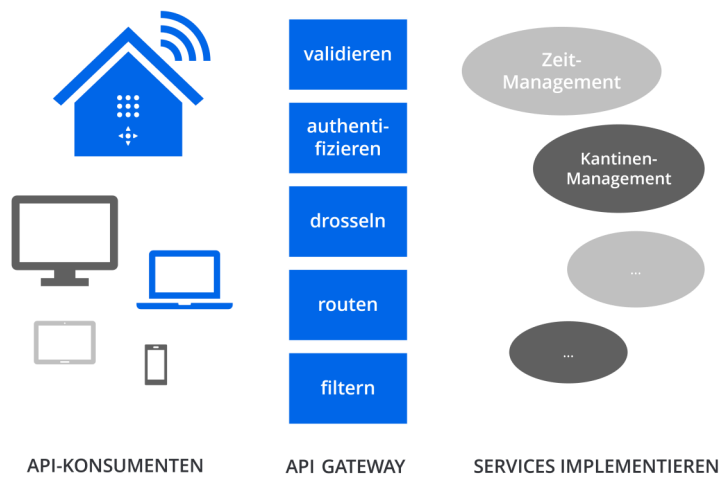 validieren
authenti-
fizieren
drosseln
routen
filtern
Zeit-
Management
Kantinen-
Management
...
...
API-KONSUMENTEN
API GATEWAY
SERVICES IMPLEMENTIEREN